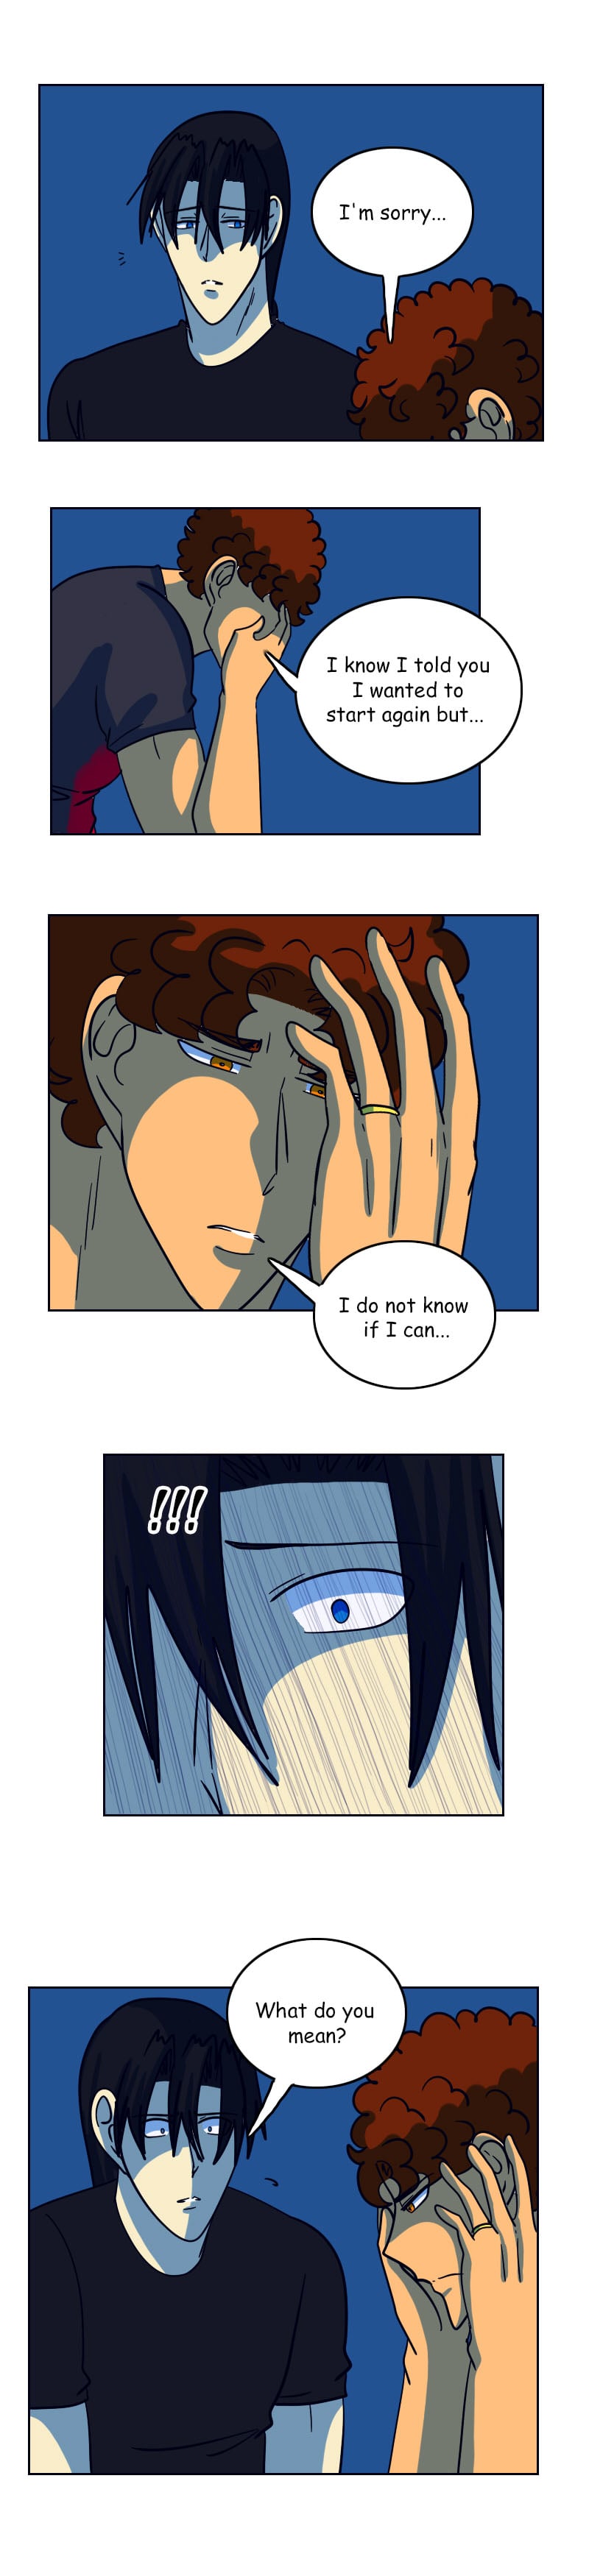 I'm sorry...
I know I told you
I wanted to
start again but...
I do not know
if I can...
!!!
What do you
mean?